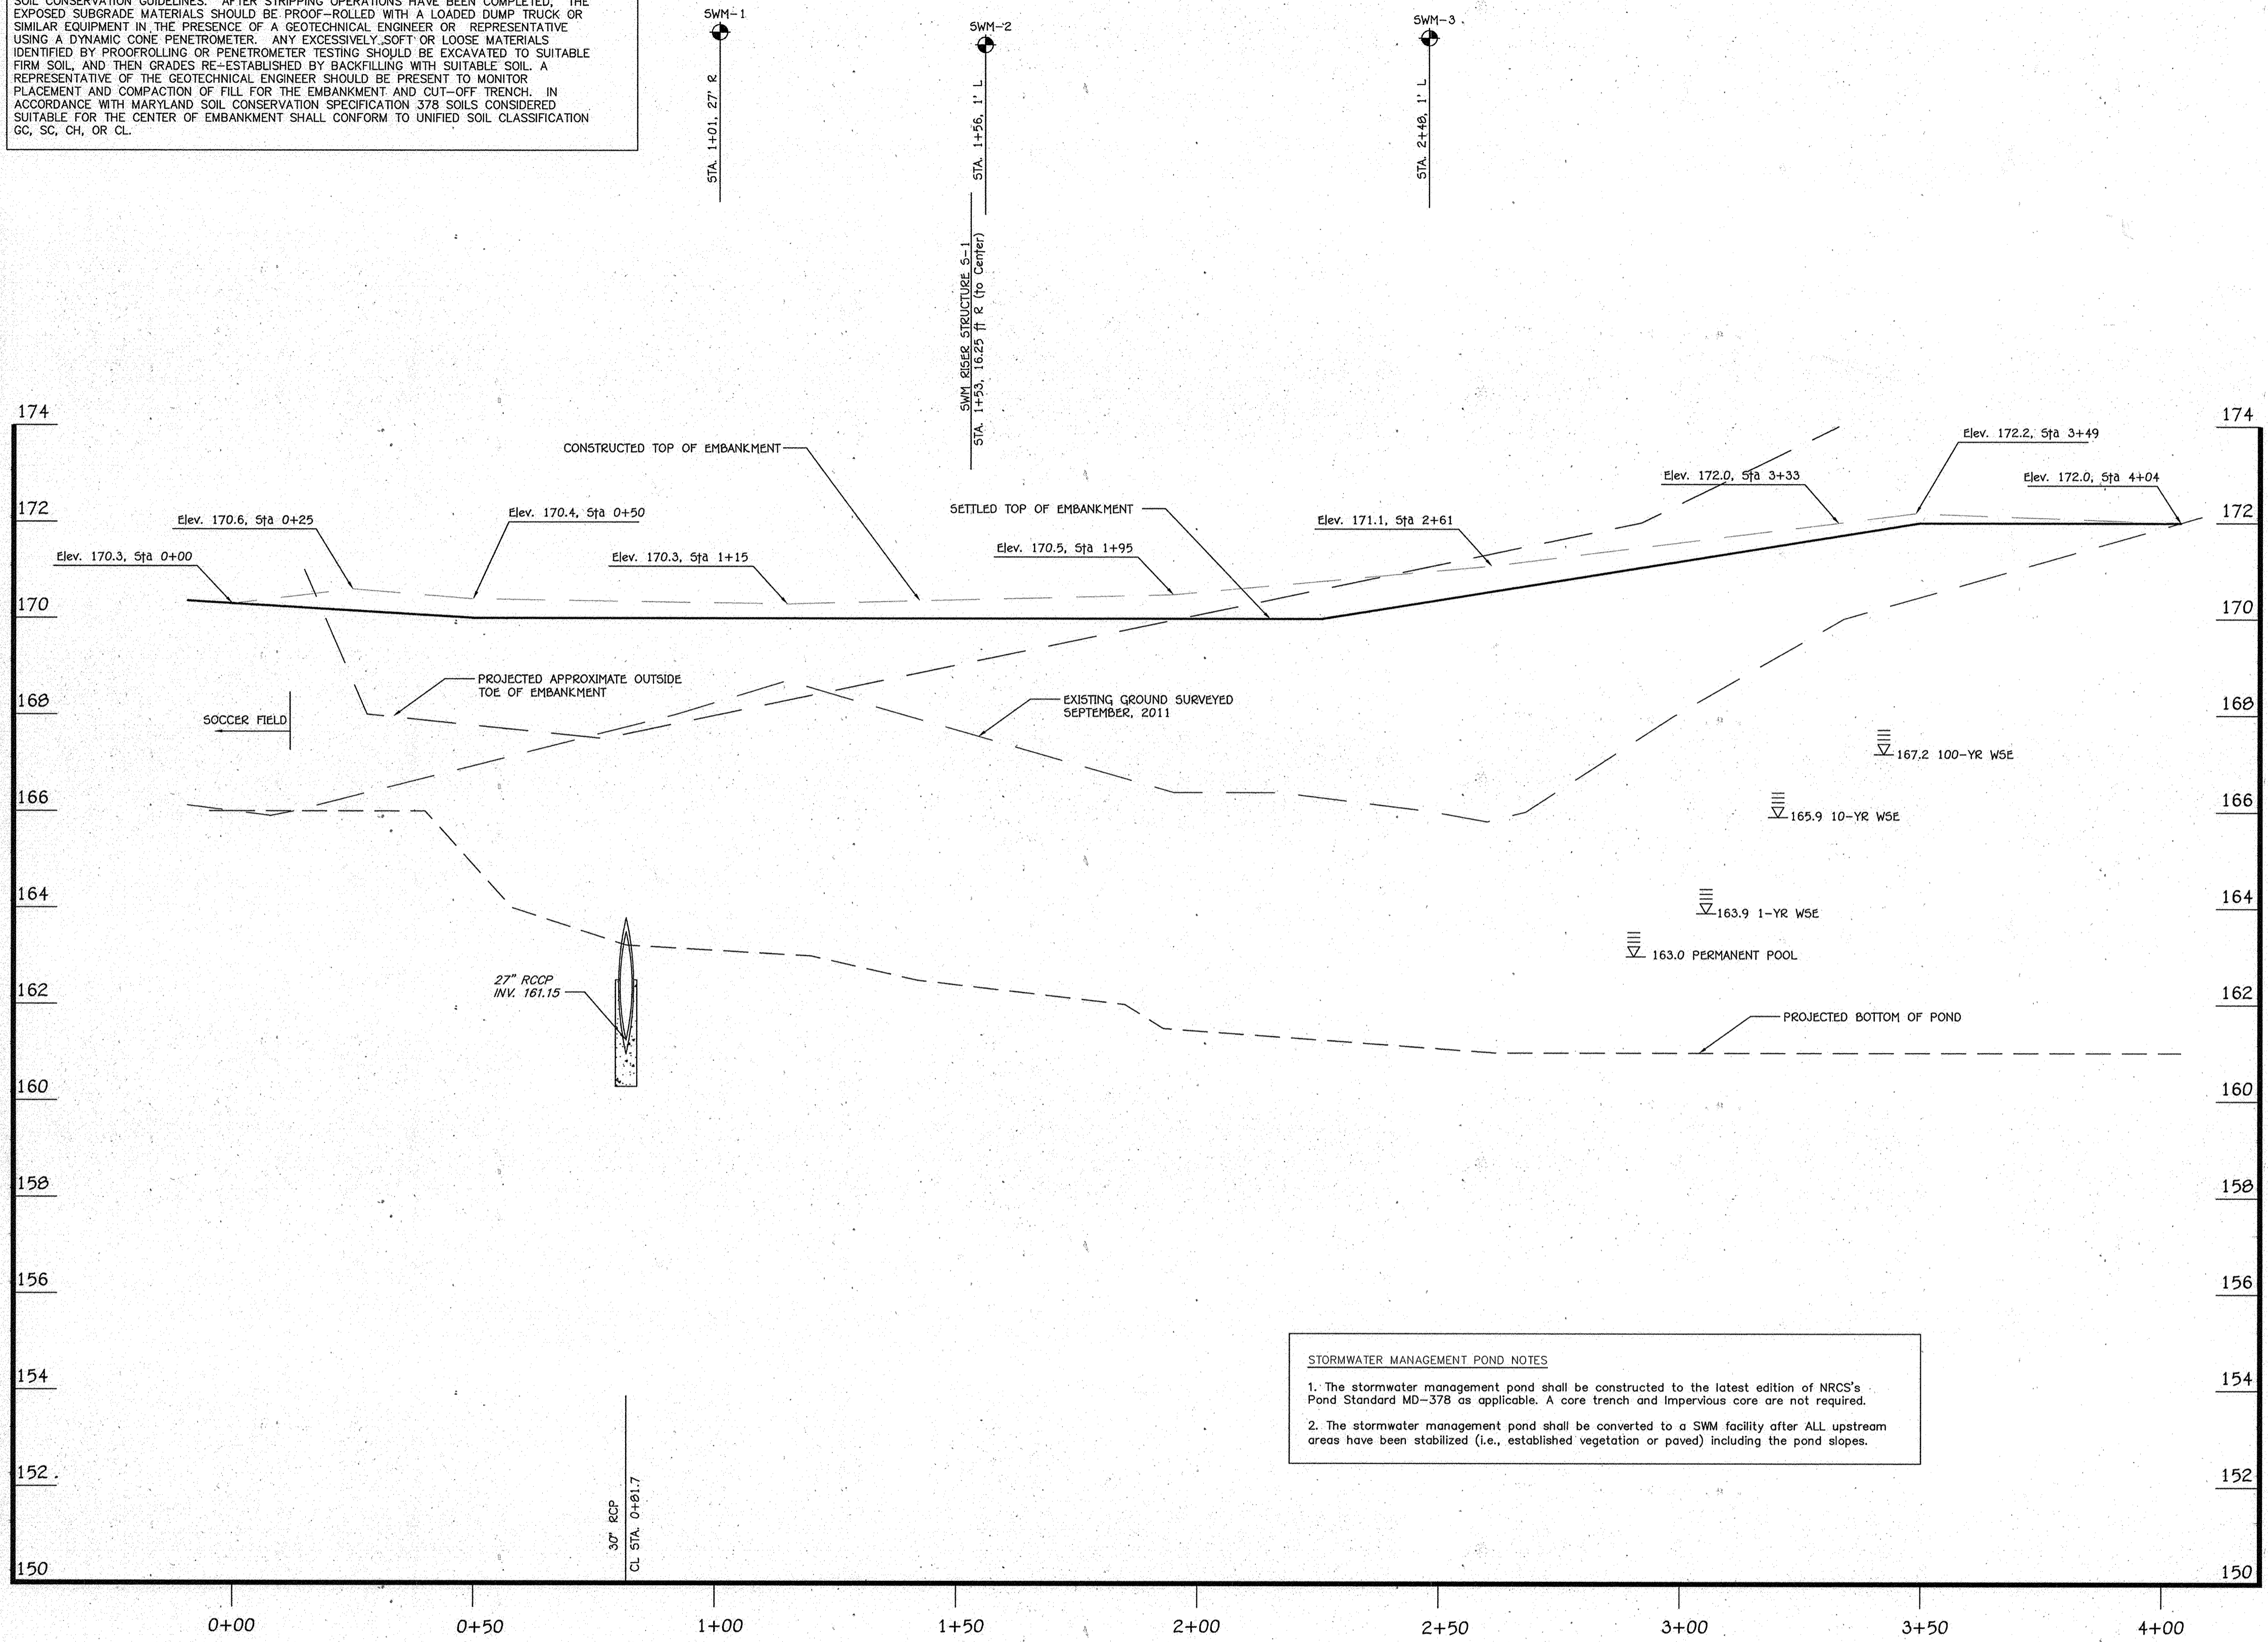 SOIL CONSERVATION GUIDELINES. AFTER STRIPPING OPERATIONS HAVE BEEN COMPLETED, THE
EXPOSED SUBGRADE MATERIALS SHOULD BE PROOF-ROLLED WITH A LOADED DUMP TRUCK OR
SIMILAR EQUIPMENT IN THE PRESENCE OF A GEOTECHNICAL ENGINEER OR REPRESENTATIVE
USING A DYNAMIC CONE PENETROMETER. ANY EXCESSIVELY SOFT OR LOOSE MATERIALS
IDENTIFIED BY PROOFROLLING OR PENETROMETER TESTING SHOULD BE EXCAVATED TO SUITABLE
FIRM SOIL, AND THEN GRADES RE-ESTABLISHED BY BACKFILLING WITH SUITABLE SOIL. A
REPRESENTATIVE OF THE GEOTECHNICAL ENGINEER SHOULD BE PRESENT TO MONITOR
PLACEMENT AND COMPACTION OF FILL FOR THE EMBANKMENT AND CUT-OFF TRENCH. IN
ACCORDANCE WITH MARYLAND SOIL CONSERVATION SPECIFICATION 378 SOILS CONSIDERED
SUITABLE FOR THE CENTER OF EMBANKMENT SHALL CONFORM TO UNIFIED SOIL CLASSIFICATION
GC, SC, CH, OR CL.
SWM-1
STA. 1+01, 27' R
SWM-2
STA. 1+56, 1' L
SWM-3
STA. 2+48, 1' L
SWM RISER STRUCTURE S-1
STA. 1+53, 16.25 ft R (to Center)
174
172
170
168
166
164
162
160
158
156
154
152
150
CONSTRUCTED TOP OF EMBANKMENT
SETTLED TOP OF EMBANKMENT
Elev. 170.3, Sta 0+00
Elev. 170.6, Sta 0+25
Elev. 170.4, Sta 0+50
Elev. 170.3, Sta 1+15
Elev. 170.5, Sta 1+95
Elev. 171.1, Sta 2+61
Elev. 172.0, Sta 3+33
Elev. 172.2, Sta 3+49
Elev. 172.0, Sta 4+04
SOCCER FIELD
PROJECTED APPROXIMATE OUTSIDE
TOE OF EMBANKMENT
EXISTING GROUND SURVEYED
SEPTEMBER, 2011
167.2 100-YR WSE
165.9 10-YR WSE
163.9 1-YR WSE
163.0 PERMANENT POOL
27" RCCP
INV. 161.15
PROJECTED BOTTOM OF POND
30" RCP
CL STA. 0+81.7
STORMWATER MANAGEMENT POND NOTES
1. The stormwater management pond shall be constructed to the latest edition of NRCS's
Pond Standard MD-378 as applicable. A core trench and Impervious core are not required.
2. The stormwater management pond shall be converted to a SWM facility after ALL upstream
areas have been stabilized (i.e., established vegetation or paved) including the pond slopes.
174
172
170
168
166
164
162
160
158
156
154
152
150
0+00
0+50
1+00
1+50
2+00
2+50
3+00
3+50
4+00